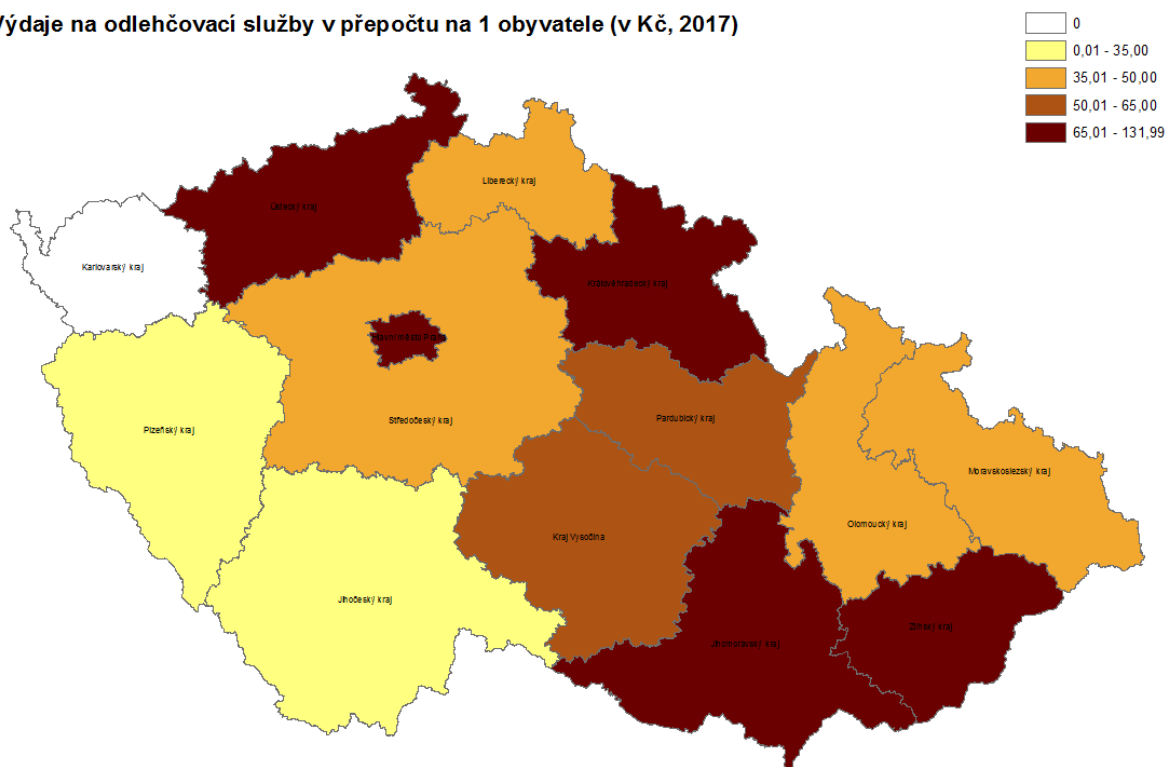 Výdaje na odlehčovací služby v přepočtu na 1 obyvatele (v Kč, 2017)
0
0,01 - 35,00
35,01 - 50,00
50,01 - 65,00
65,01 - 131,99
Liberecký kraj
Ústecký kraj
Karlovarský kraj
Královéhradecký kraj
Hlavní město Praha
Středočeský kraj
Pardubický kraj
Plzeňský kraj
Moravskoslezský kraj
Olomoucký kraj
Kraj Vysočina
Jihočeský kraj
Zlínský kraj
Jihomoravský kraj